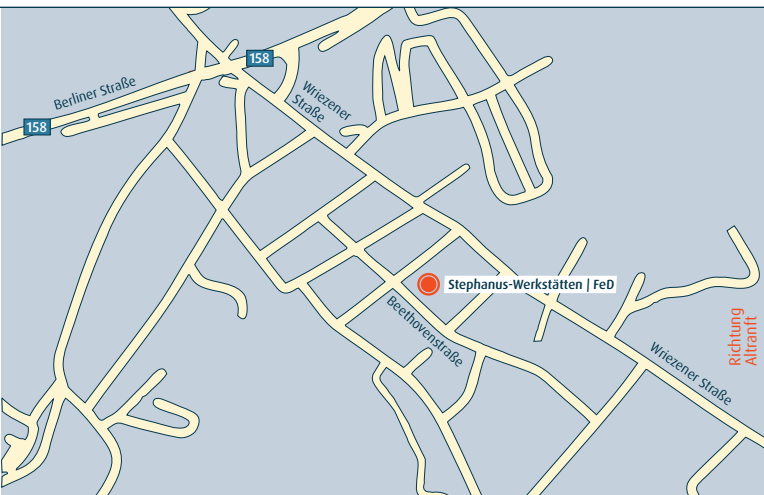 158
Berliner Straße
Wriezener
Straße
158
Stephanus-Werkstätten | FeD
Beethovenstraße
Richtung
Altranft
Wriezener Straße